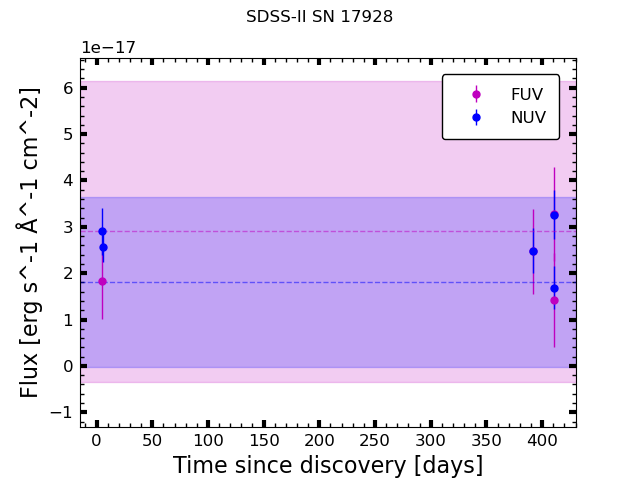 SDSS-II SN 17928
1e−17
FUV
NUV
6
5
4
3
2
1
0
−1
0 50 100 150 200 250 300 350 400
Time since discovery [days]
Flux [erg s^-1 Å^-1 cm^-2]